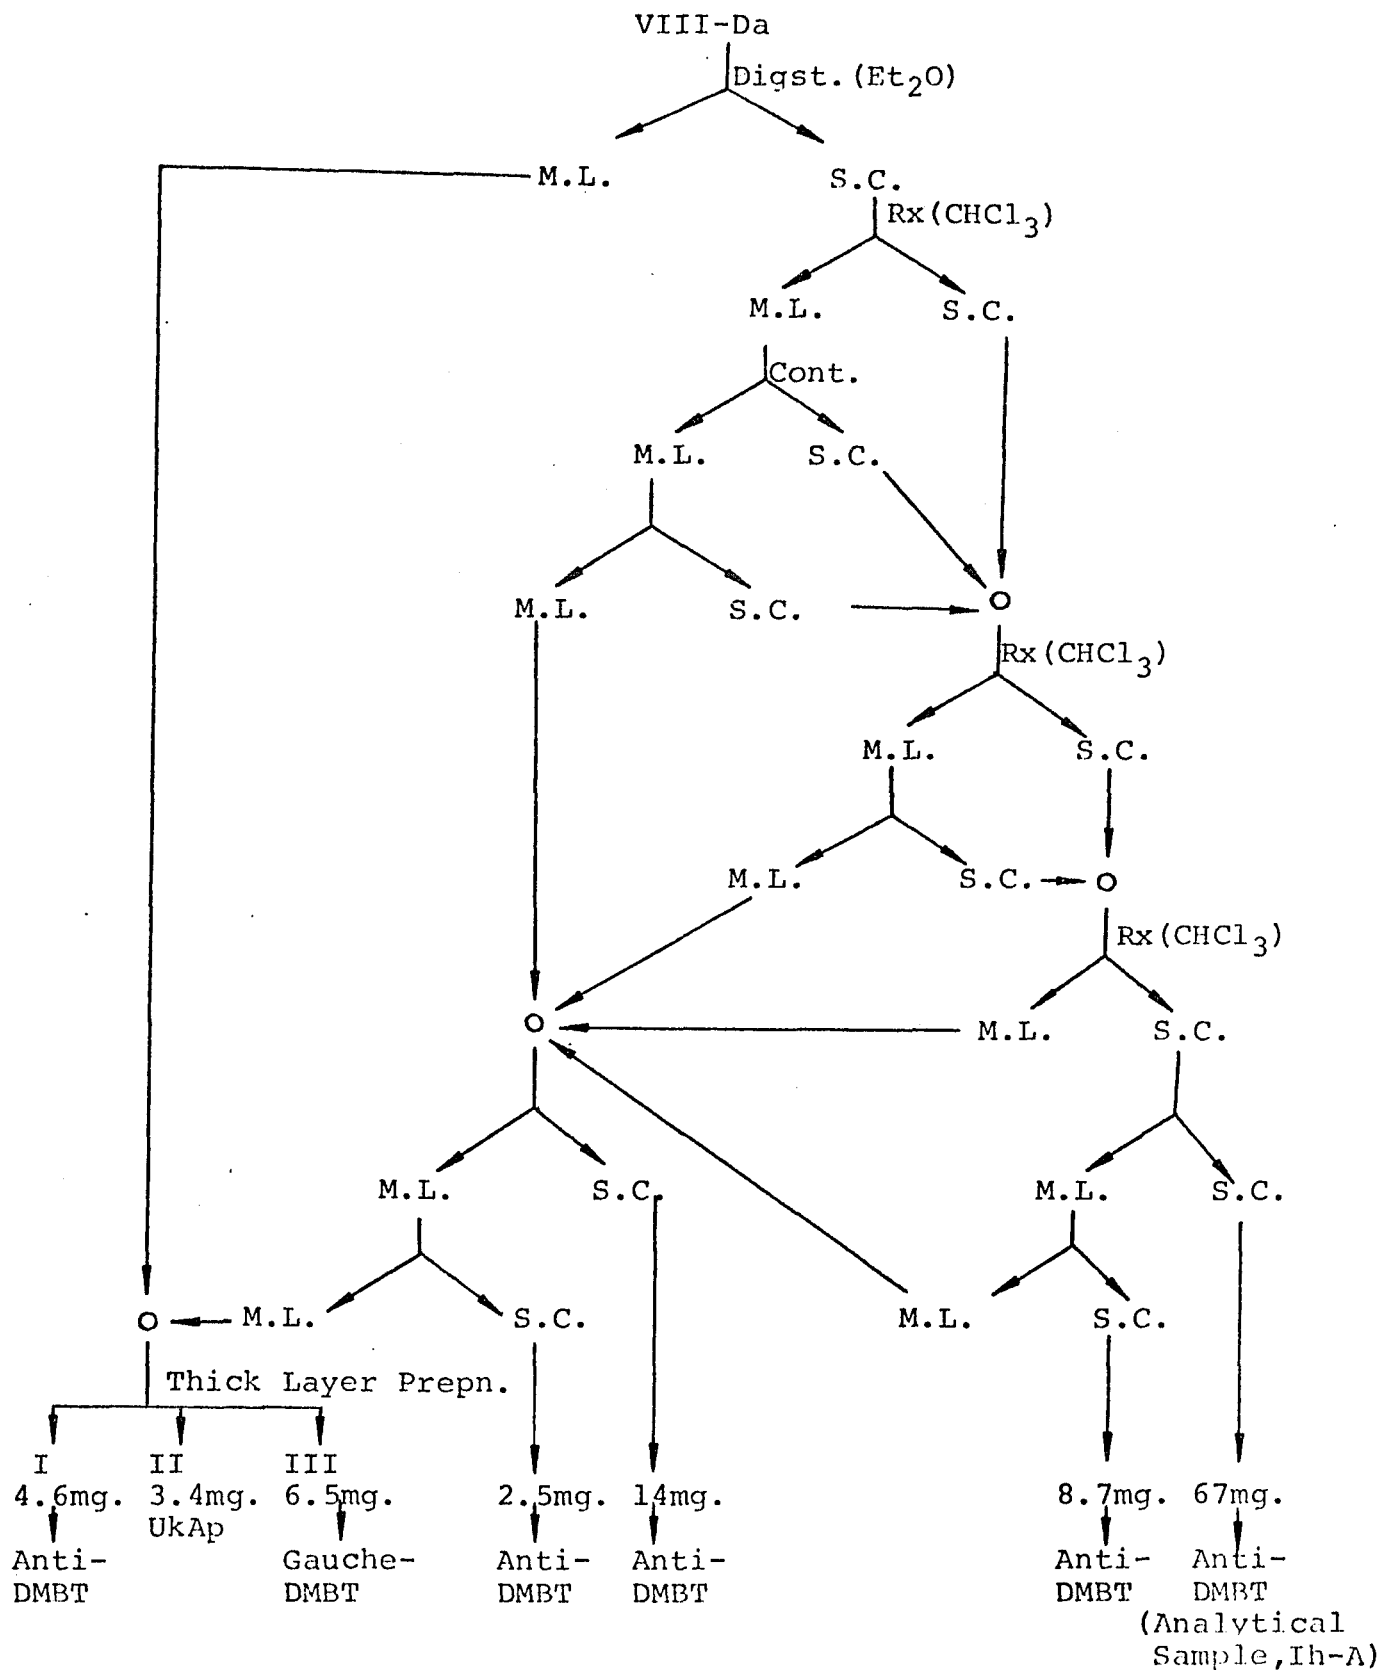 VIII-Da
Digst.(Et2O)
M.L. S.C.
Rx(CHCl3)
M.L. S.C.
Cont.
M.L. S.C.
M.L. S.C. O
Rx(CHCl3)
M.L. S.C.
M.L. S.C. O
Rx(CHCl3)
O M.L. S.C.
M.L. S.C. M.L. S.C.
O M.L. S.C. M.L. S.C.
Thick Layer Prepn.
I II III
4.6mg. 3.4mg. 6.5mg. 2.5mg. 14mg. 8.7mg. 67mg.
UkAp
Anti- Gauche- Anti- Anti- Anti- Anti-
DMBT DMBT DMBT DMBT DMBT DMBT
(Analytical
Sample,Ih-A)